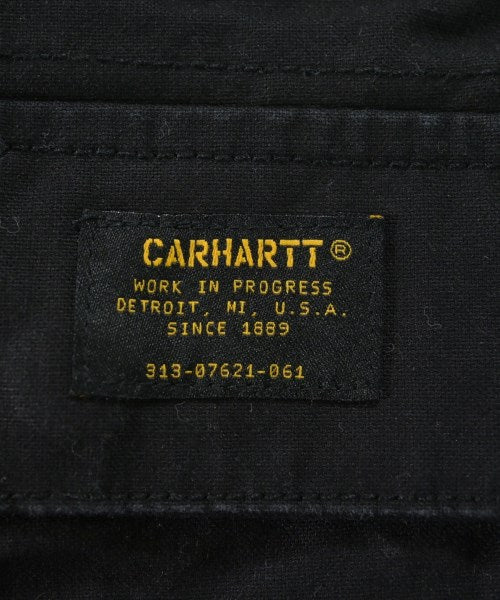 CARHARTT®
WORK IN PROGRESS
DETROIT, MI, U.S.A.
SINCE 1889
313-07621-061